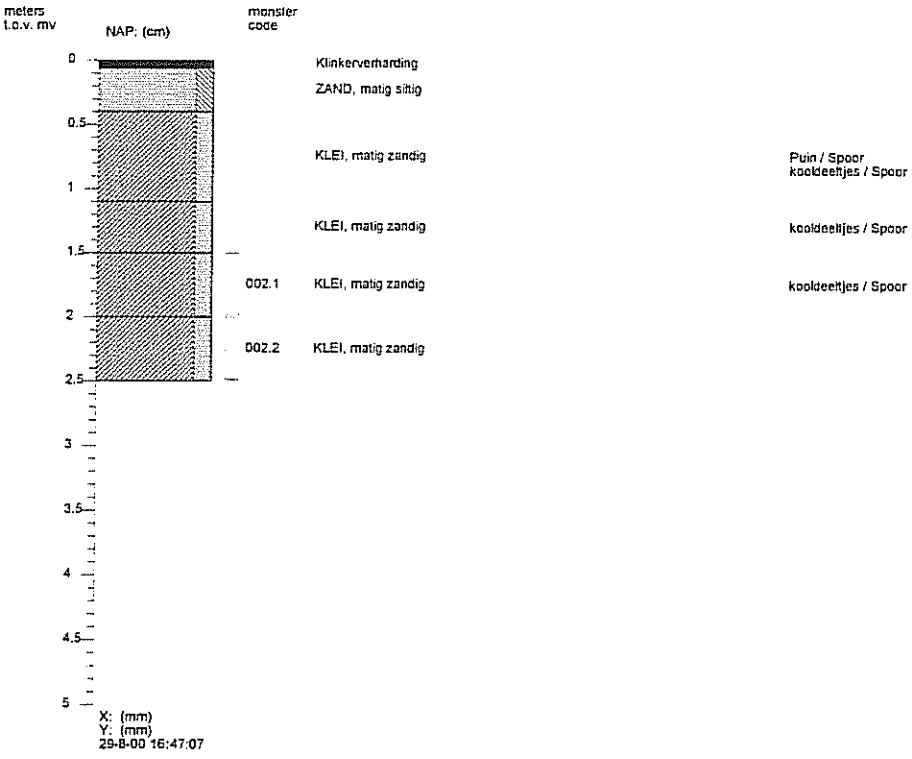 meters
t.o.v. mv
NAP: (cm)
monster
code
0
Klinkerverharding
ZAND, matig siltig
0.5
KLEI, matig zandig
Puin / Spoor
kooldeeltjes / Spoor
1
KLEI, matig zandig
kooldeeltjes / Spoor
1.5
002.1
KLEI, matig zandig
kooldeeltjes / Spoor
2
002.2
KLEI, matig zandig
2.5
3
3.5
4
4.5
5
X: (mm)
Y: (mm)
29-8-00 16:47:07